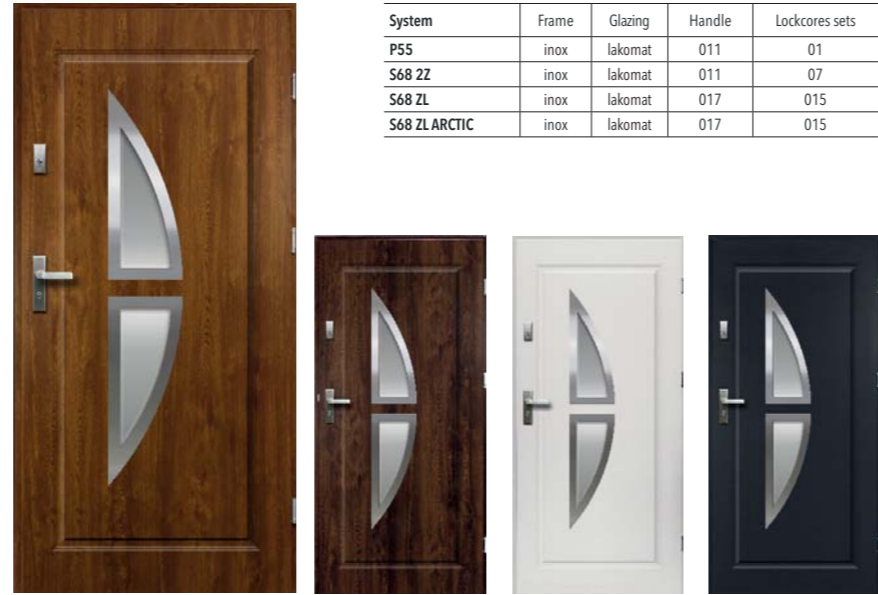 System Frame Glazing Handle Lockcores sets
P55 inox lakomat 011 01
S68 2Z inox lakomat 011 07
S68 ZL inox lakomat 017 015
S68 ZL ARCTIC inox lakomat 017 015